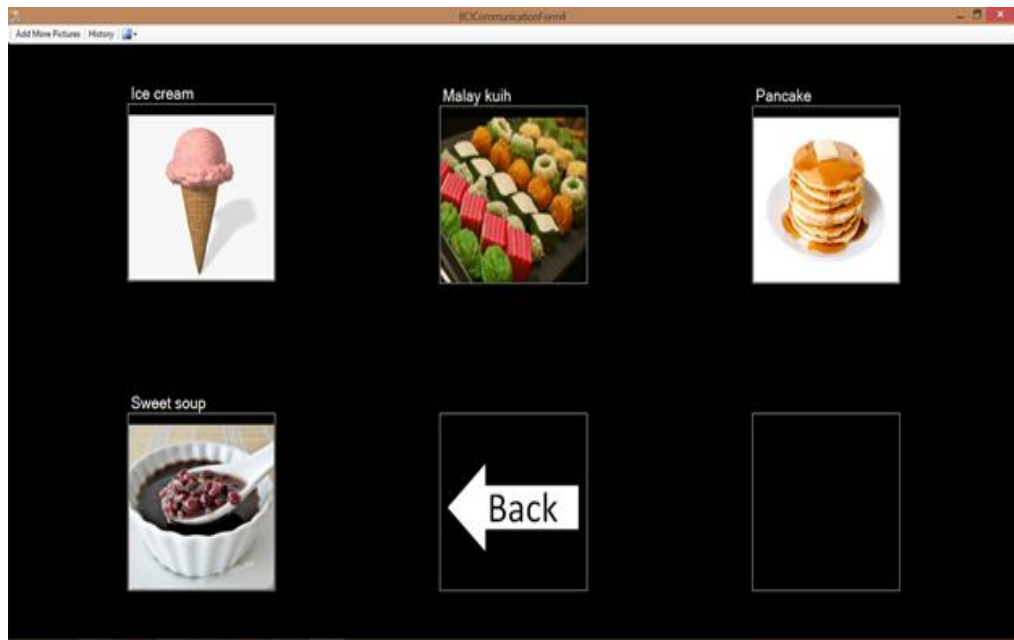 BCICommunicationForm4
Add More Pictures History
Ice cream
Malay kuih
Pancake
Sweet soup
Back